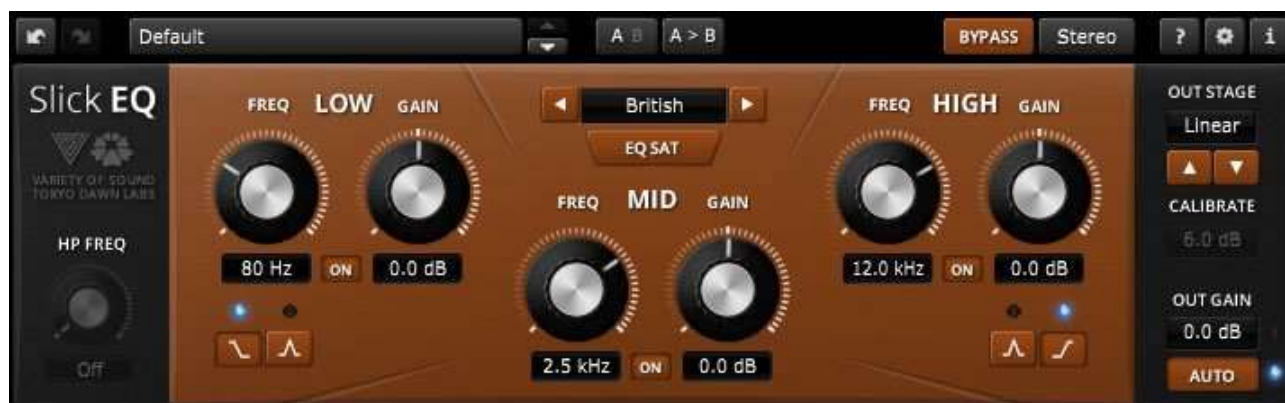 Default
A B
A > B
BYPASS
Stereo
?
i
Slick EQ
VARIETY OF SOUND
TOKYO DAWN LABS
HP FREQ
Off
FREQ LOW GAIN
80 Hz ON 0.0 dB
British
EQ SAT
FREQ MID GAIN
2.5 kHz ON 0.0 dB
FREQ HIGH GAIN
12.0 kHz ON 0.0 dB
OUT STAGE
Linear
CALIBRATE
6.0 dB
OUT GAIN
0.0 dB
AUTO